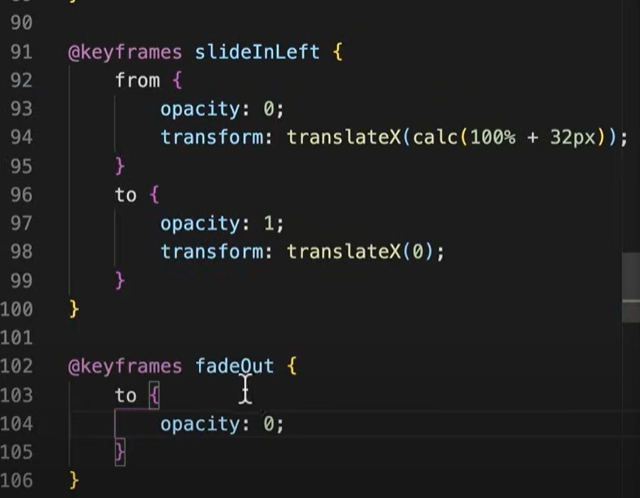 90
91 @keyframes slideInLeft {
92 from {
93 opacity: 0;
94 transform: translateX(calc(100% + 32px));
95 }
96 to {
97 opacity: 1;
98 transform: translateX(0);
99 }
100 }
101
102 @keyframes fadeOut {
103 to {
104 opacity: 0;
105 }
106 }